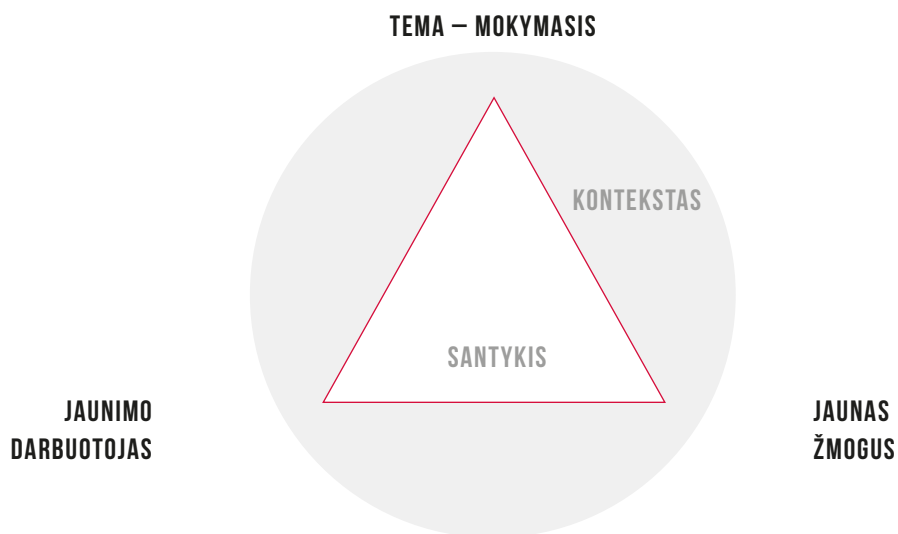 TEMA – MOKYMASIS
KONTEKSTAS
SANTYKIS
JAUNIMO
DARBUOTOJAS
JAUNAS
ŽMOGUS